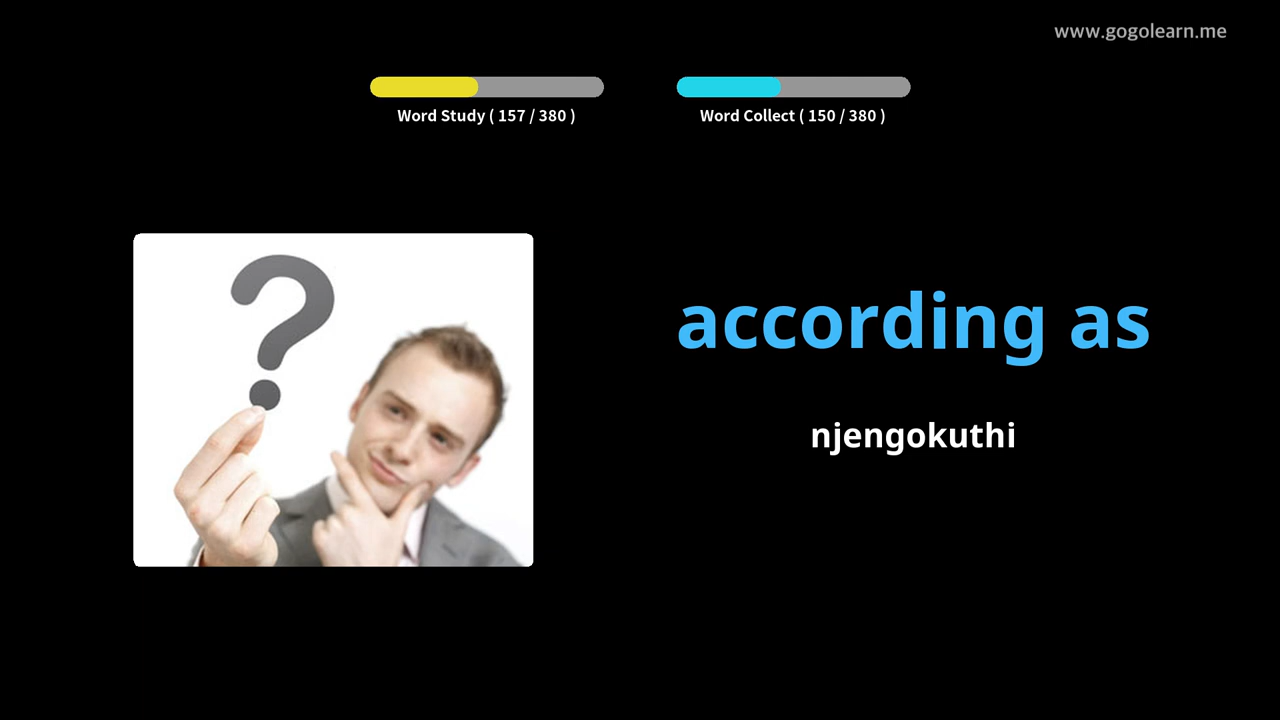 www.gogolearn.me
Word Study ( 157 / 380 )
Word Collect ( 150 / 380 )
?
according as
njengokuthi